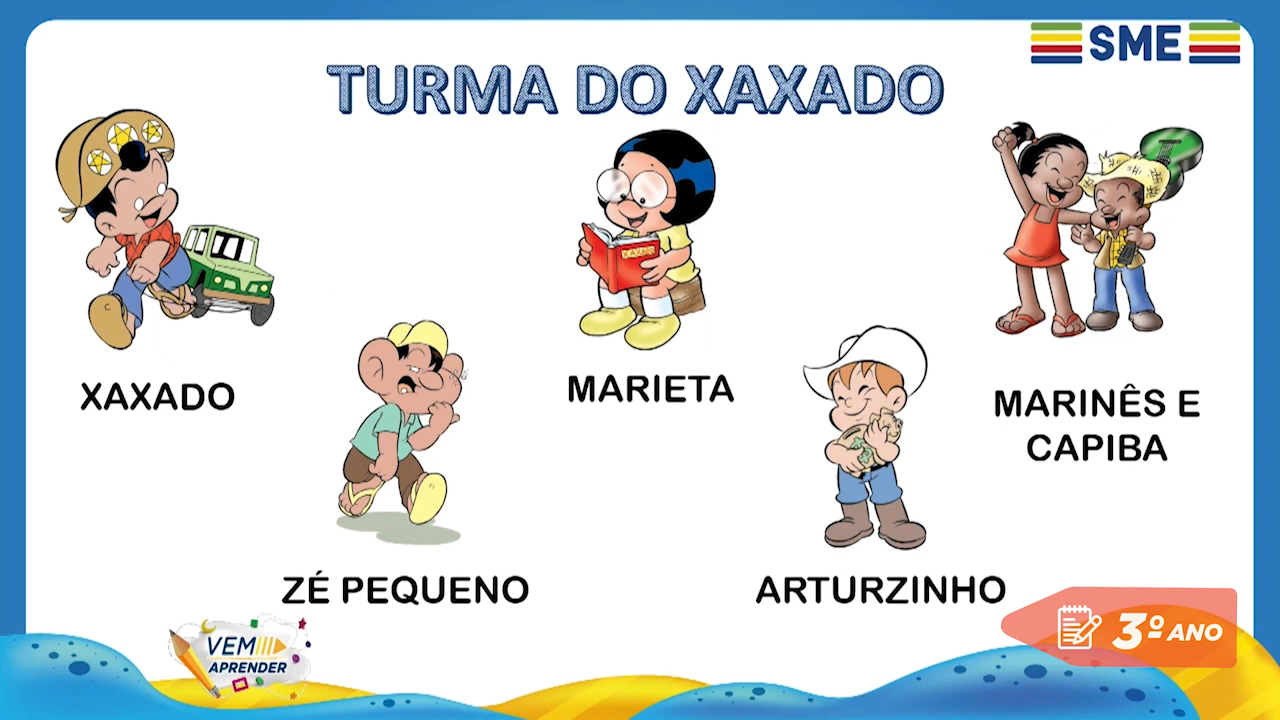 SME
TURMA DO XAXADO
XAXADO
MARIETA
MARINÊS E
CAPIBA
ZÉ PEQUENO
ARTURZINHO
VEM
APRENDER
3º ANO